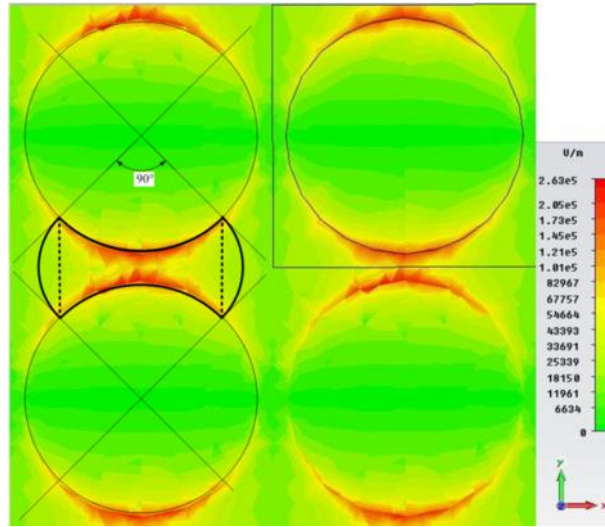 V/m
2.63e5
2.05e5
1.73e5
1.45e5
1.21e5
1.01e5
82967
67757
54664
43393
33691
25339
18150
11961
6634
0
90°
y
z
x